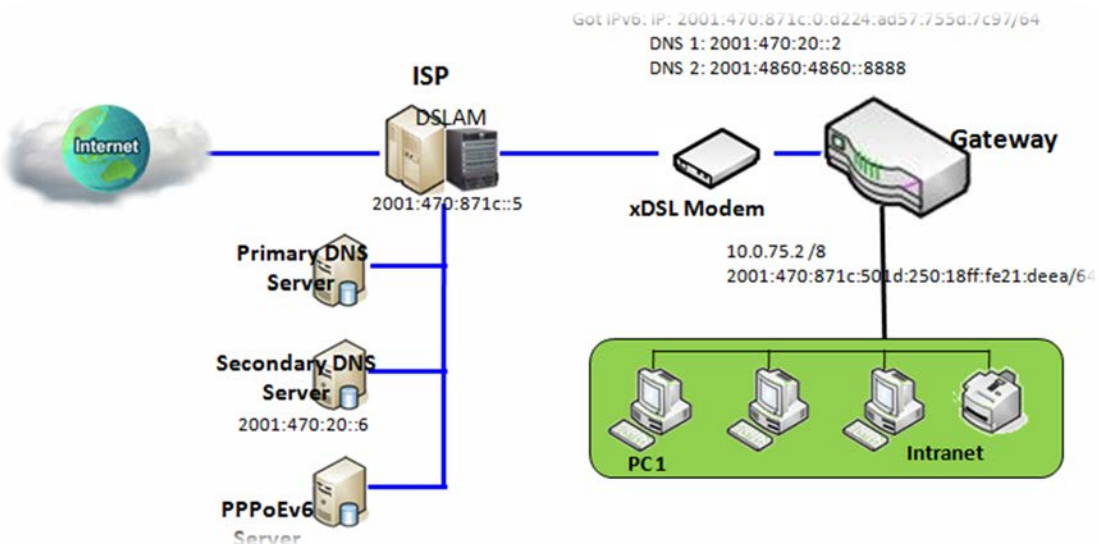 Got IPv6: IP: 2001:470:871c:0:d224:ad57:755d:7c97/64
DNS 1: 2001:470:20::2
DNS 2: 2001:4860:4860::8888
ISP
DSLAM
Internet
Gateway
2001:470:871c::5
xDSL Modem
Primary DNS
Server
10.0.75.2 /8
2001:470:871c:501d:250:18ff:fe21:deea/64
Secondary DNS
Server
2001:470:20::6
PC1
Intranet
PPPoEv6
Server